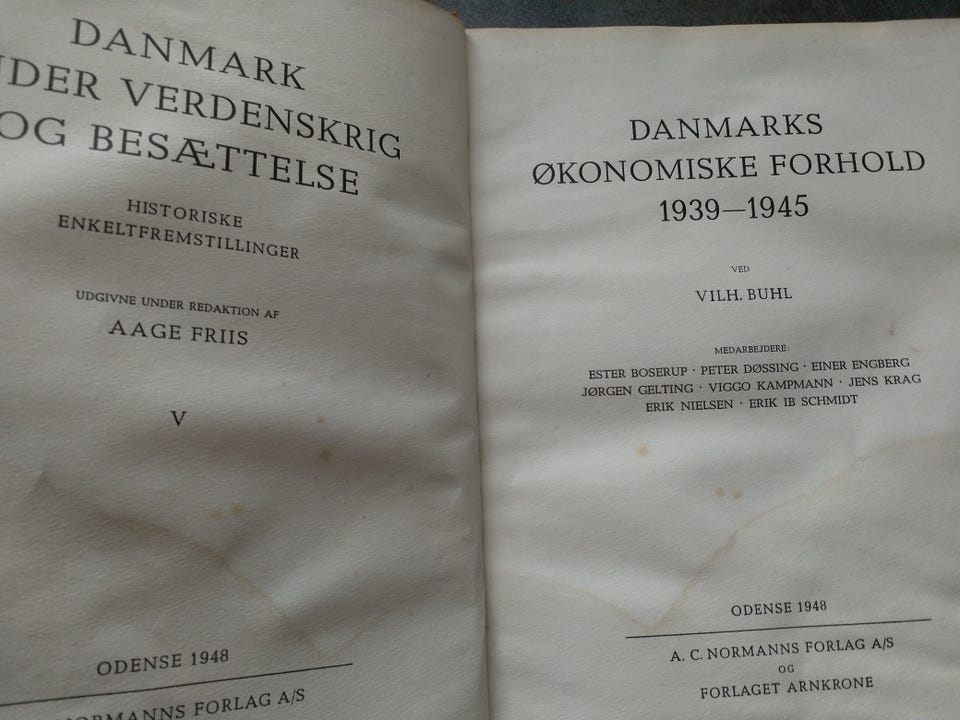 DANMARK
NDER VERDENSKRIG
OG BESÆTTELSE
HISTORISKE
ENKELTFREMSTILLINGER
UDGIVNE UNDER REDAKTION AF
AAGE FRIIS
V
ODENSE 1948
NORMANNS FORLAG A/S
DANMARKS
ØKONOMISKE FORHOLD
1939—1945
VED
VILH. BUHL
MEDARBEJDERE:
ESTER BOSERUP · PETER DØSSING · EINER ENGBERG
JØRGEN GELTING · VIGGO KAMPMANN · JENS KRAG
ERIK NIELSEN · ERIK IB SCHMIDT
ODENSE 1948
A. C. NORMANNS FORLAG A/S
OG
FORLAGET ARNKRONE